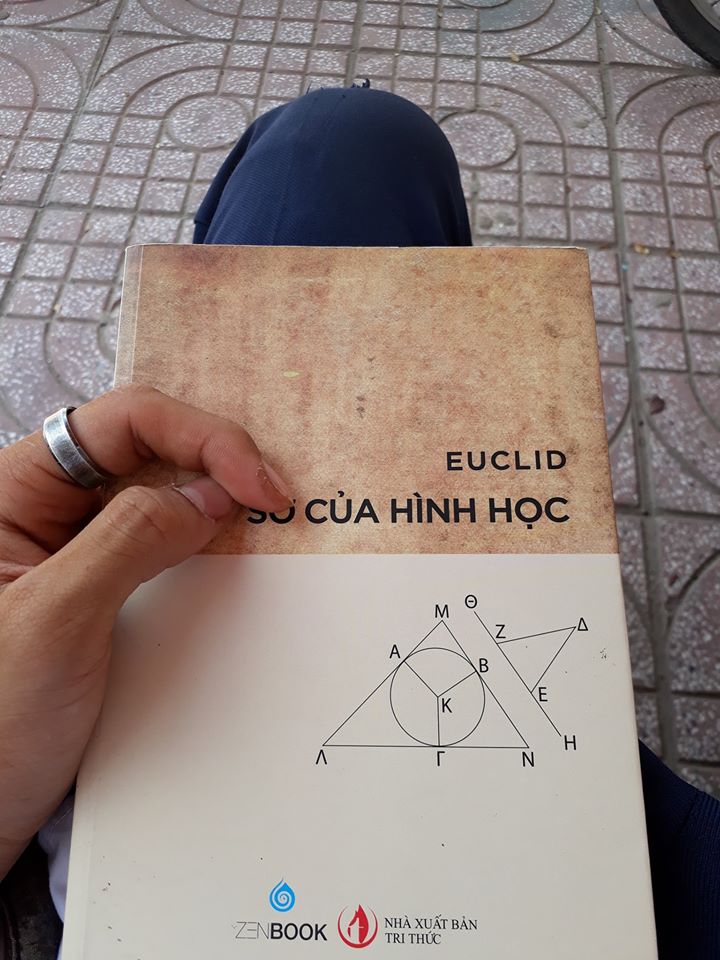 EUCLID
SỞ CỦA HÌNH HỌC
Θ
M
Z
Δ
A
B
E
K
H
Λ
Γ
N
ZENBOOK
NHÀ XUẤT BẢN
TRI THỨC